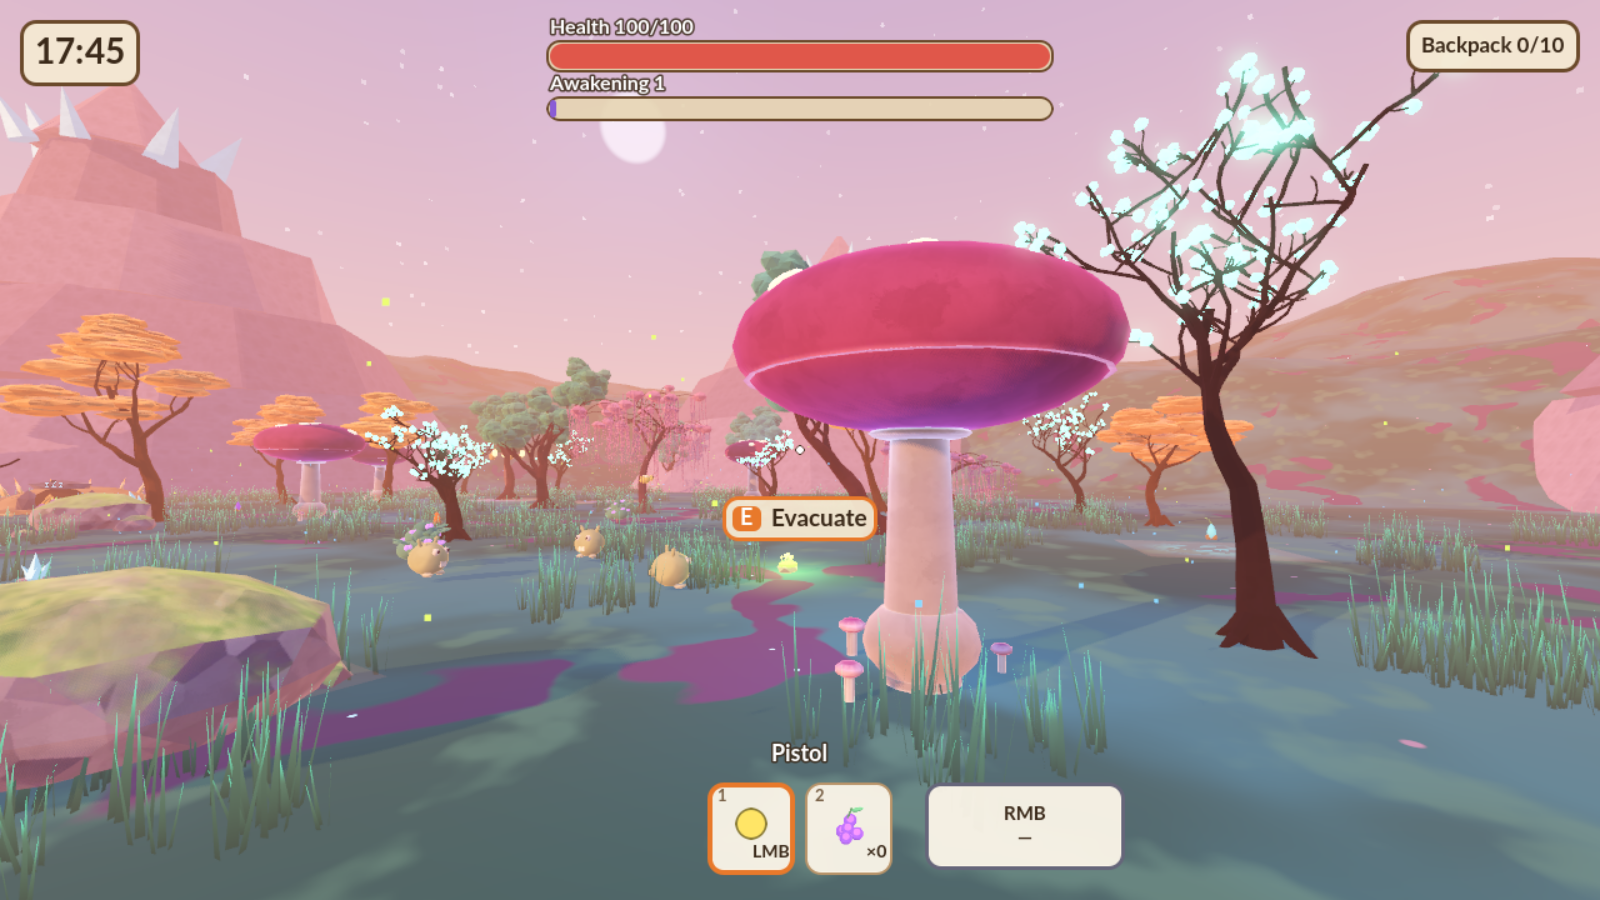 17:45
Health 100/100
Awakening 1
Backpack 0/10
E Evacuate
Pistol
1
LMB
2
×0
RMB
–